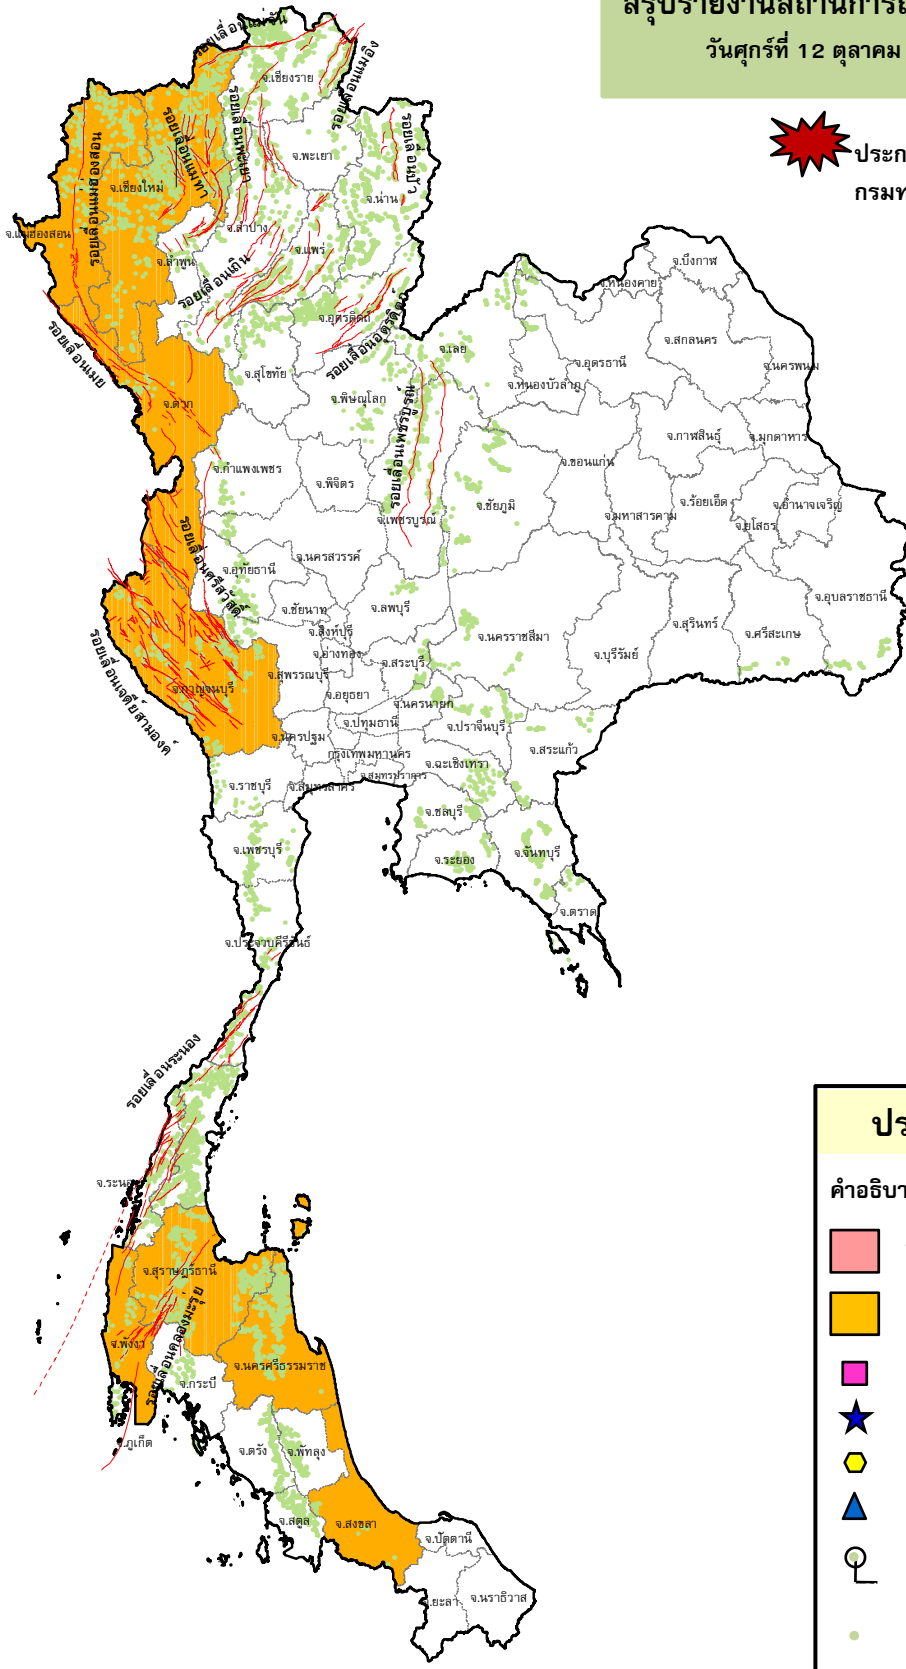 สรุปรายงานสถานการณ์
วันศุกร์ที่ 12 ตุลาคม
ประก
กรมท
รอยเลื่อนแม่จัน
จ.เชียงราย
รอยเลื่อนแม่อิง
รอยเลื่อนแม่ทา
รอยเลื่อนพะเยา
รอยเลื่อนปัว
จ.พะเยา
จ.เชียงใหม่
รอยเลื่อนแม่ฮ่องสอน
จ.น่าน
จ.แม่ฮ่องสอน
จ.ลำปาง
จ.แพร่
จ.ลำพูน
รอยเลื่อนเถิน
จ.บึงกาฬ
จ.หนองคาย
จ.อุตรดิตถ์
รอยเลื่อนอุตรดิตถ์
รอยเลื่อนเมย
จ.เลย
จ.สกลนคร
จ.อุดรธานี
จ.นครพนม
จ.สุโขทัย
จ.หนองบัวลำภู
จ.ตาก
จ.พิษณุโลก
รอยเลื่อนเพชรบูรณ์
จ.กาฬสินธุ์
จ.มุกดาหาร
จ.กำแพงเพชร
จ.ขอนแก่น
จ.พิจิตร
จ.ชัยภูมิ
จ.ร้อยเอ็ด
จ.อำนาจเจริญ
จ.เพชรบูรณ์
จ.มหาสารคาม
จ.ยโสธร
รอยเลื่อนศรีสวัสดิ์
จ.นครสวรรค์
จ.อุทัยธานี
จ.ชัยนาท
จ.ลพบุรี
จ.อุบลราชธานี
จ.สุรินทร์
จ.สิงห์บุรี
จ.นครราชสีมา
จ.ศรีสะเกษ
จ.อ่างทอง
จ.บุรีรัมย์
จ.สระบุรี
จ.สุพรรณบุรี
รอยเลื่อนเจดีย์สามองค์
จ.กาญจนบุรี
จ.อยุธยา
จ.นครนายก
จ.ปทุมธานี
จ.ปราจีนบุรี
จ.นครปฐม
จ.สระแก้ว
กรุงเทพมหานคร
จ.ฉะเชิงเทรา
จ.สมุทรปราการ
จ.ราชบุรี
จ.สมุทรสาคร
จ.ชลบุรี
จ.เพชรบุรี
จ.ระยอง
จ.จันทบุรี
จ.ตราด
จ.ประจวบคีรีขันธ์
รอยเลื่อนระนอง
ประ
จ.ระนอง
คำอธิบา
จ.สุราษฎร์ธานี
รอยเลื่อนคลองมะรุ่ย
จ.พังงา
จ.นครศรีธรรมราช
จ.กระบี่
จ.ภูเก็ต
จ.ตรัง
จ.พัทลุง
จ.สตูล
จ.สงขลา
จ.ปัตตานี
จ.ยะลา
จ.นราธิวาส